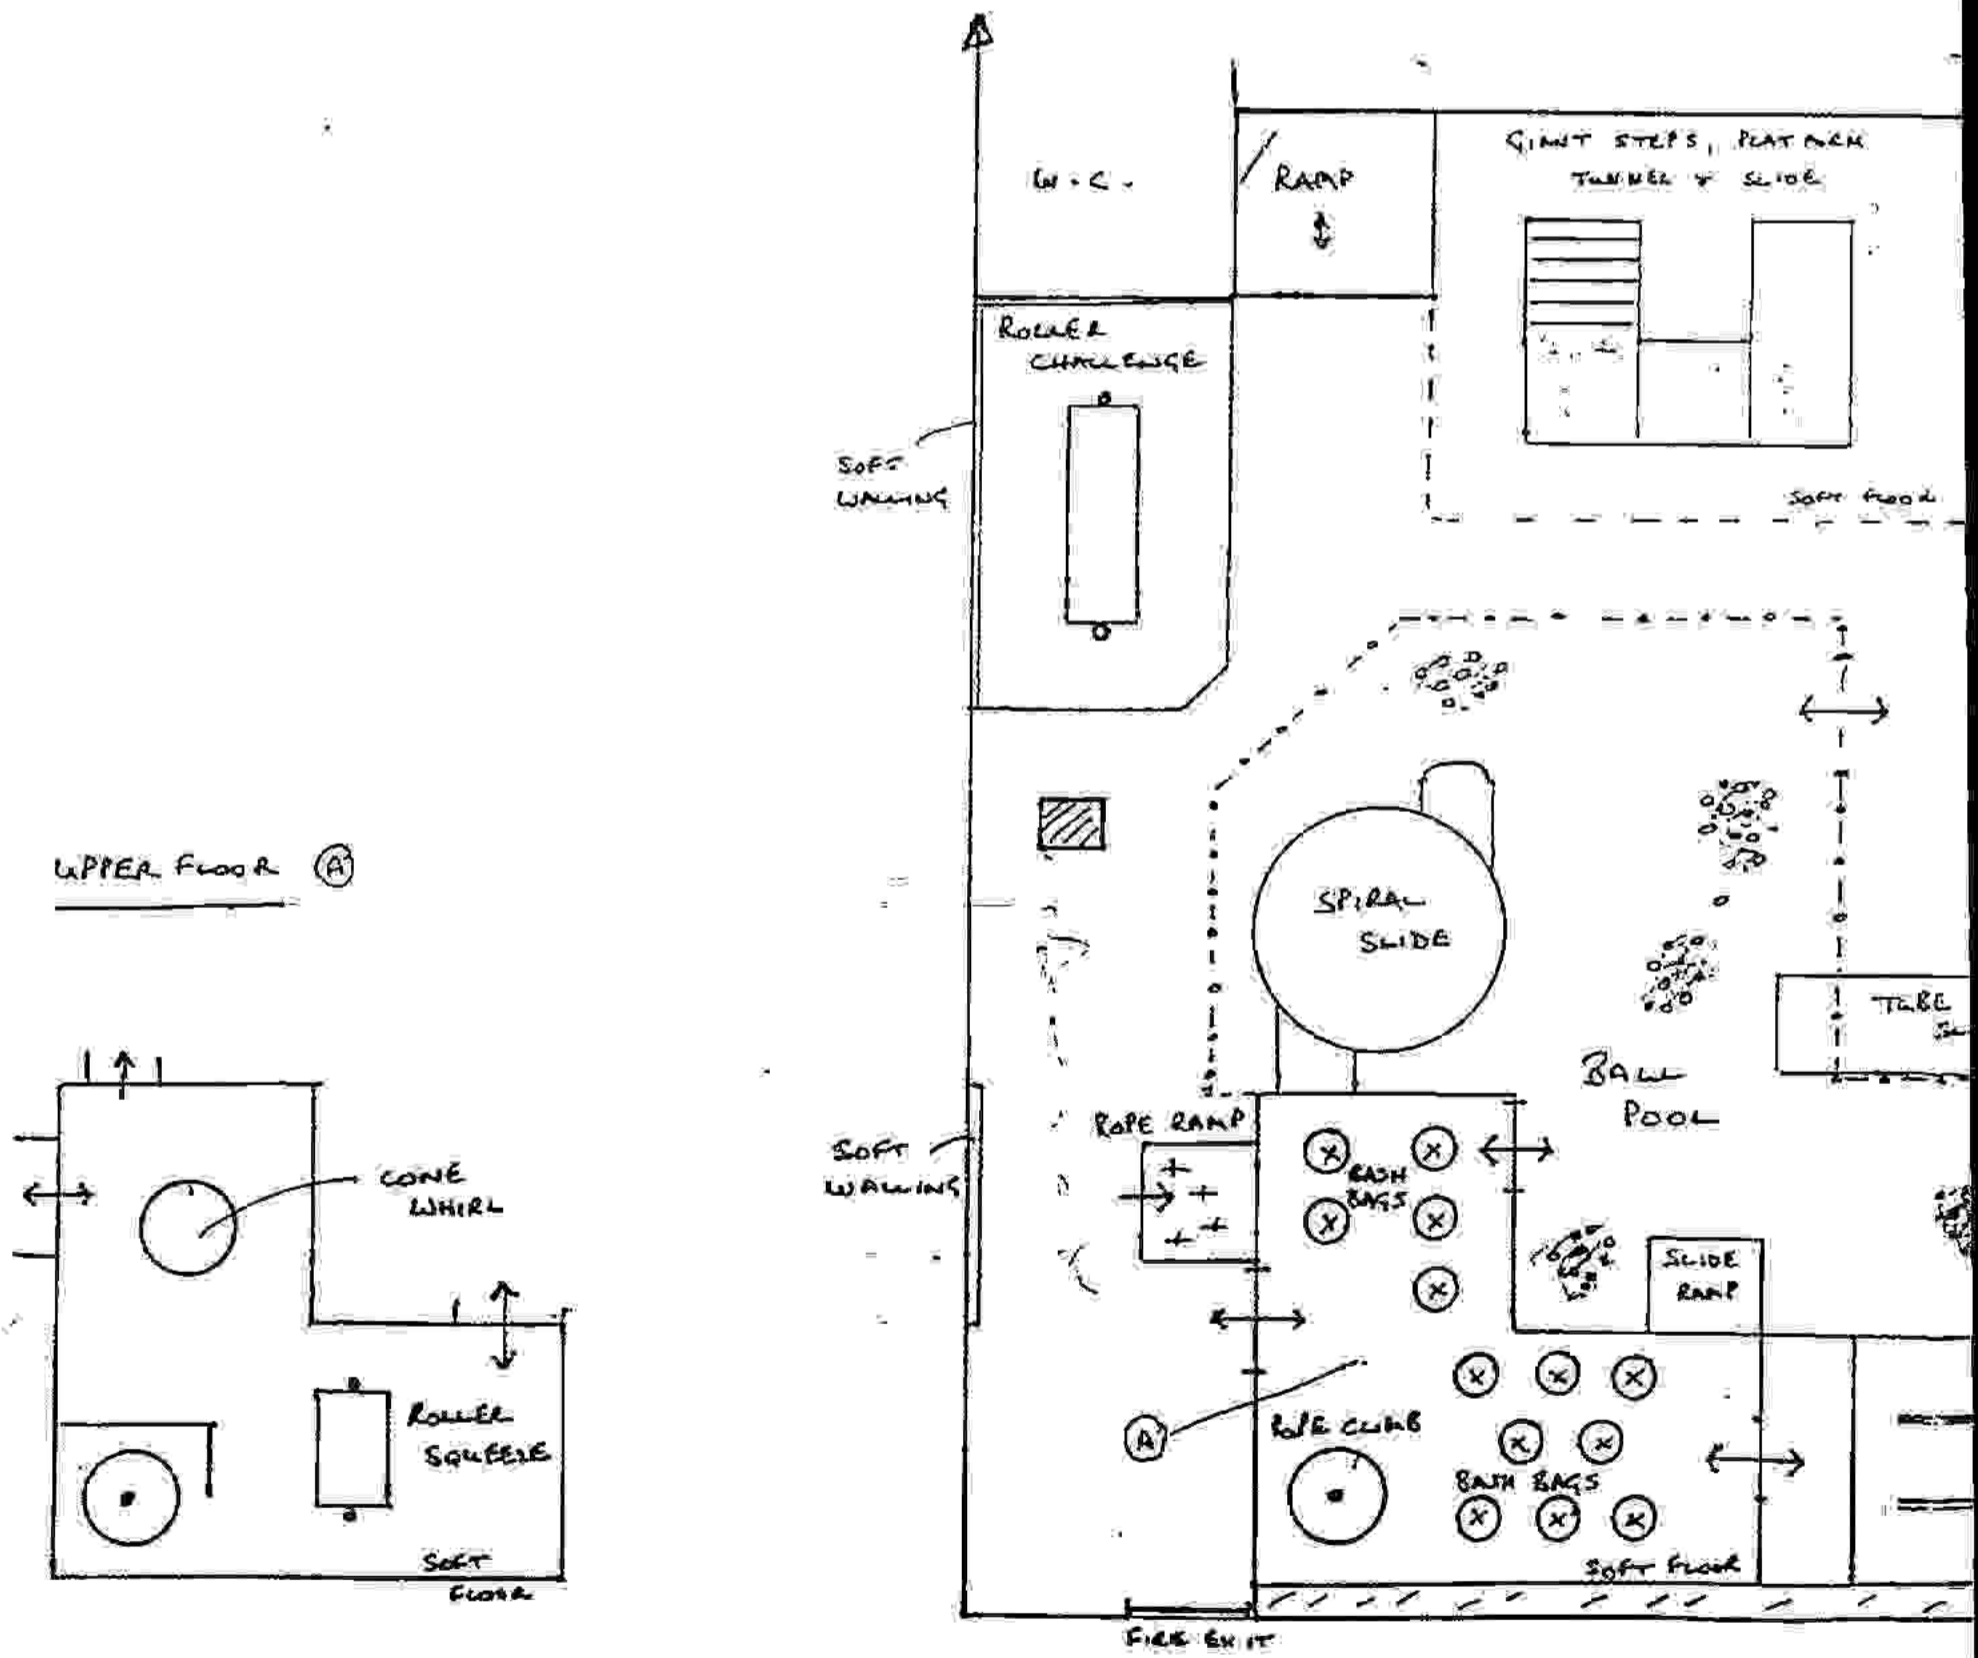 W.C.
RAMP
GIANT STEPS, PLATFORM
TUNNEL + SLIDE
ROLLER
CHALLENGE
SOFT
WALLING
SOFT FLOOR
UPPER FLOOR A
SPIRAL
SLIDE
TUBE
BALL
POOL
CONE
WHIRL
SOFT
WALLING
ROPE RAMP
BASH
BAGS
SLIDE
RAMP
ROLLER
SQUEEZE
A
ROPE CLIMB
BASH BAGS
SOFT FLOOR
SOFT
FLOOR
FIRE EXIT